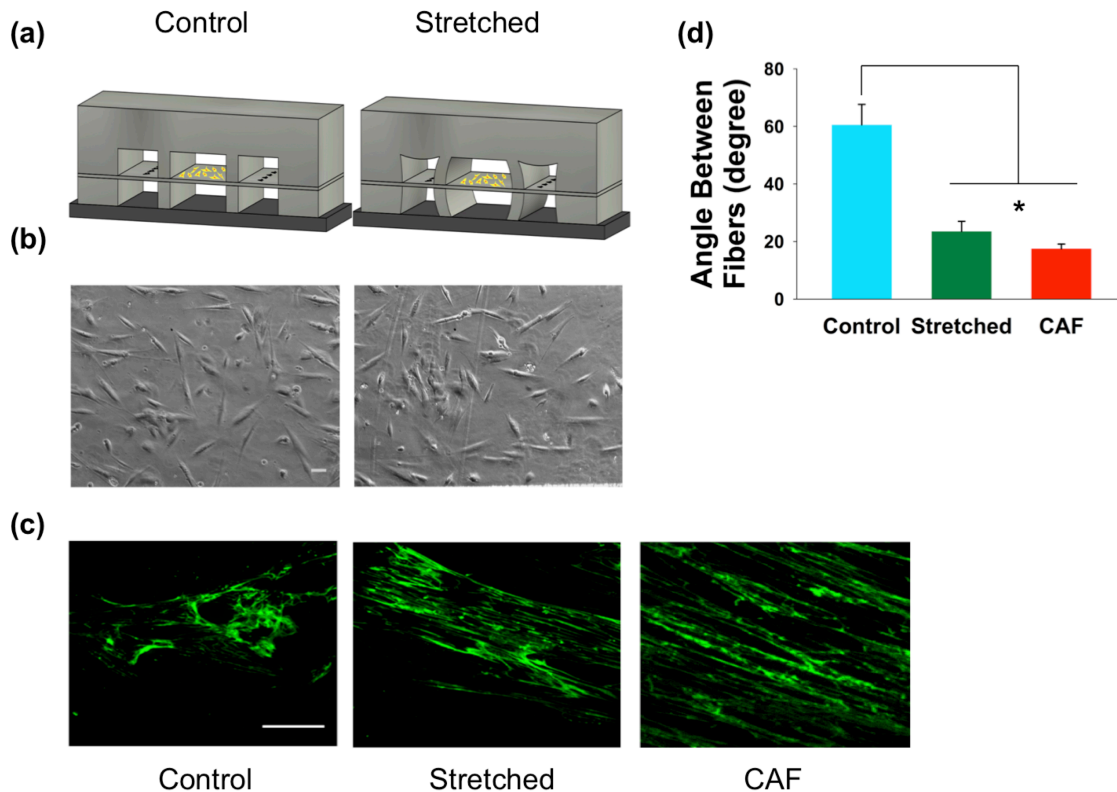 (a)
Control
Stretched
(b)
(c)
Control
Stretched
CAF
(d)
Angle Between
Fibers (degree)
80
60
40
20
0
*
Control
Stretched
CAF